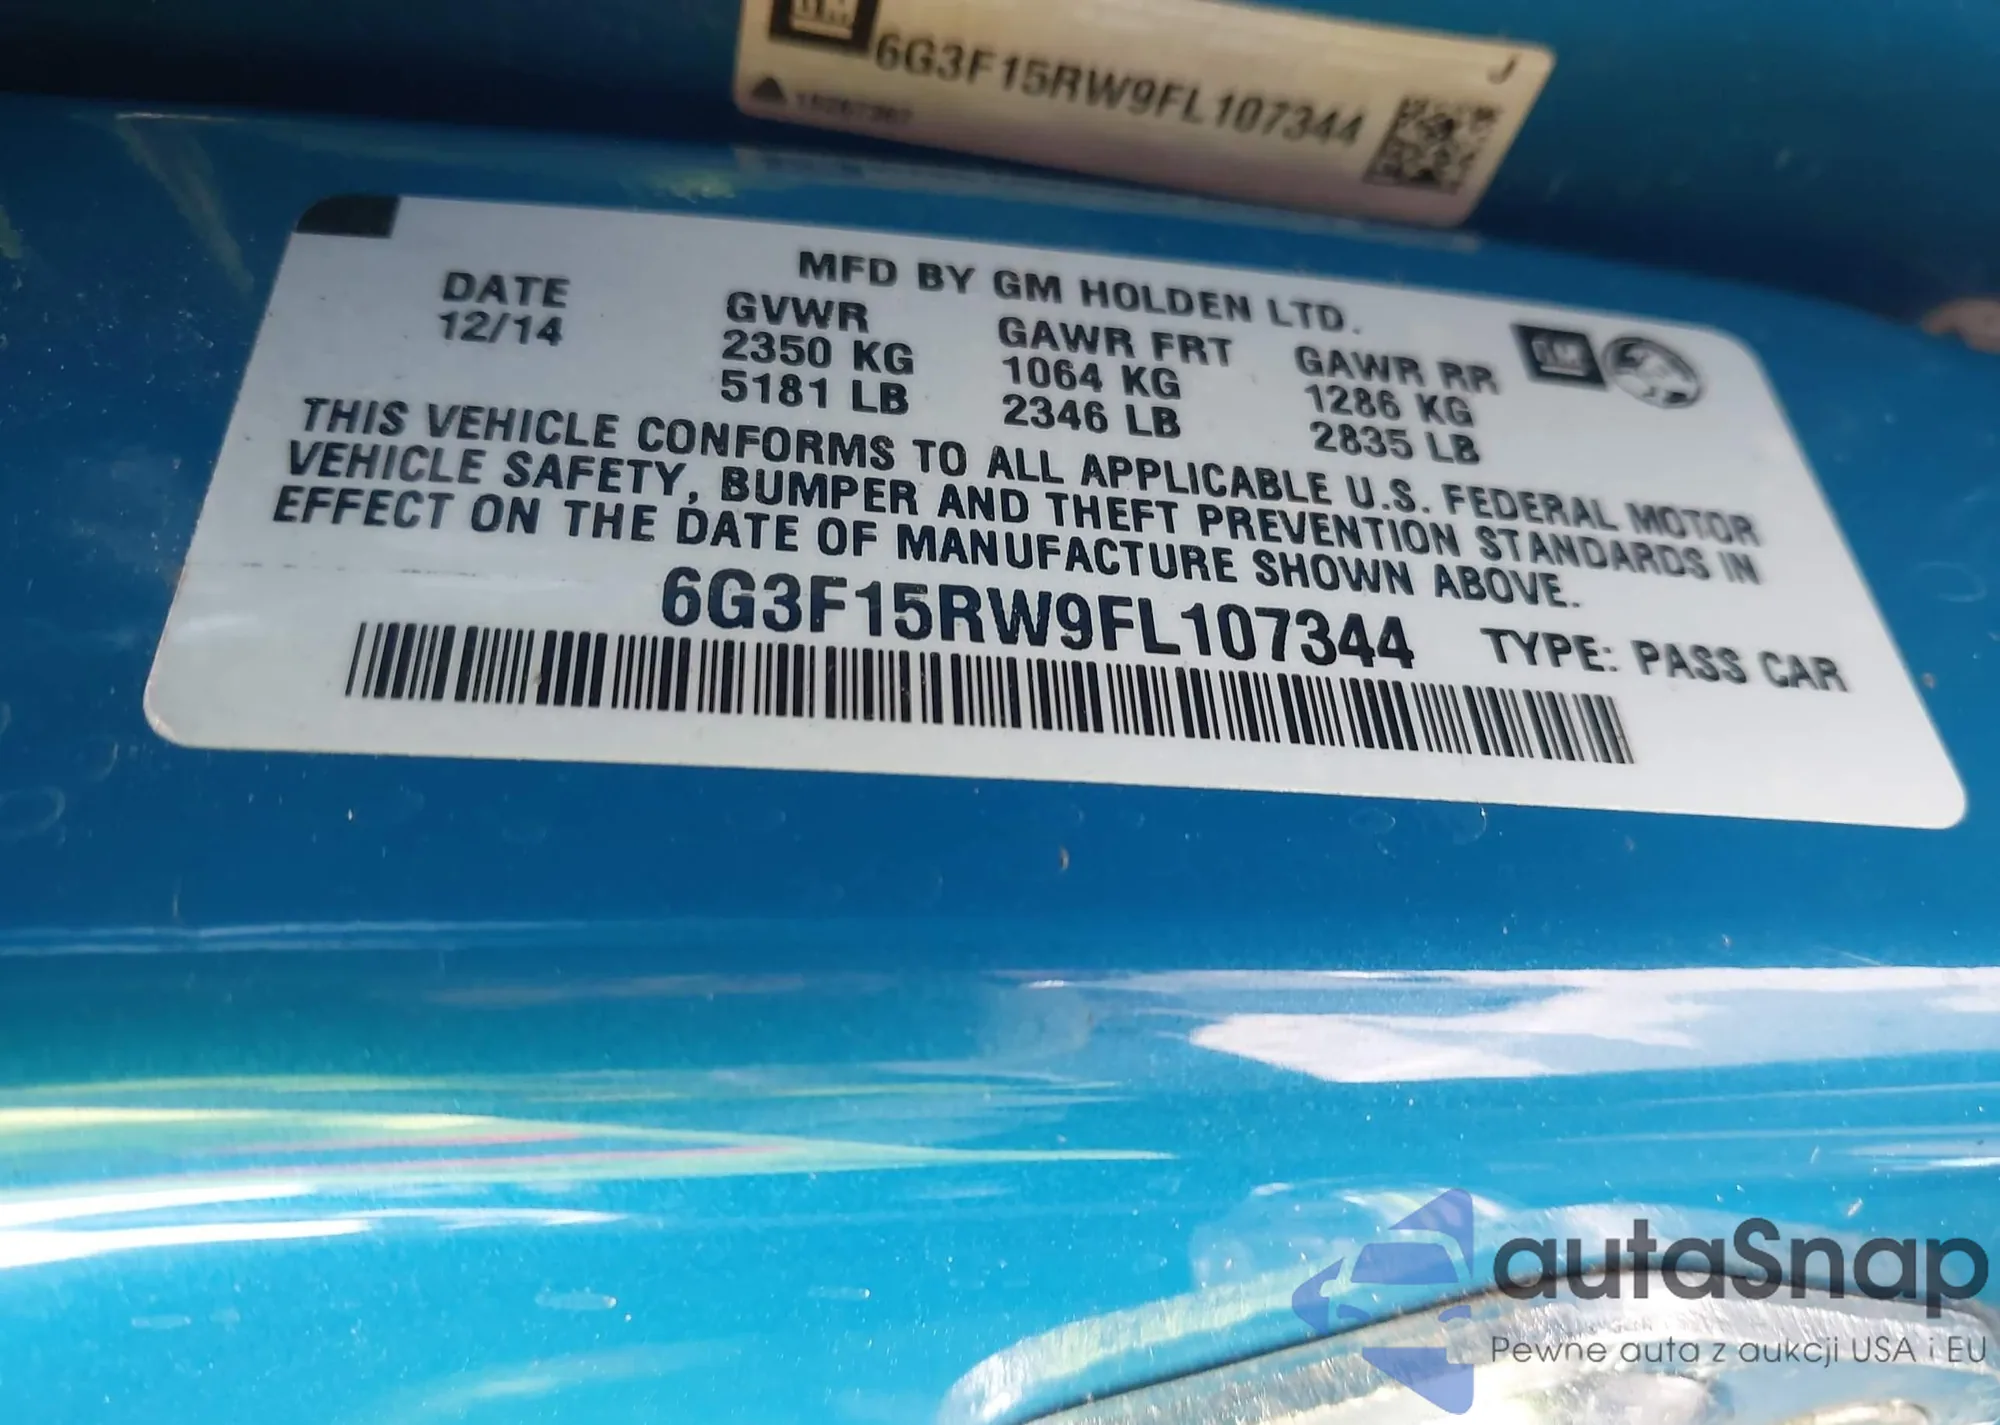 GM
6G3F15RW9FL107344
J
MFD BY GM HOLDEN LTD.
DATE
GVWR
GAWR FRT
GAWR RR
GM
12/14
2350 KG
1064 KG
1286 KG
5181 LB
2346 LB
2835 LB
THIS VEHICLE CONFORMS TO ALL APPLICABLE U.S. FEDERAL MOTOR
VEHICLE SAFETY, BUMPER AND THEFT PREVENTION STANDARDS IN
EFFECT ON THE DATE OF MANUFACTURE SHOWN ABOVE.
6G3F15RW9FL107344
TYPE: PASS CAR
autaSnap
Pewne auta z aukcji USA i EU